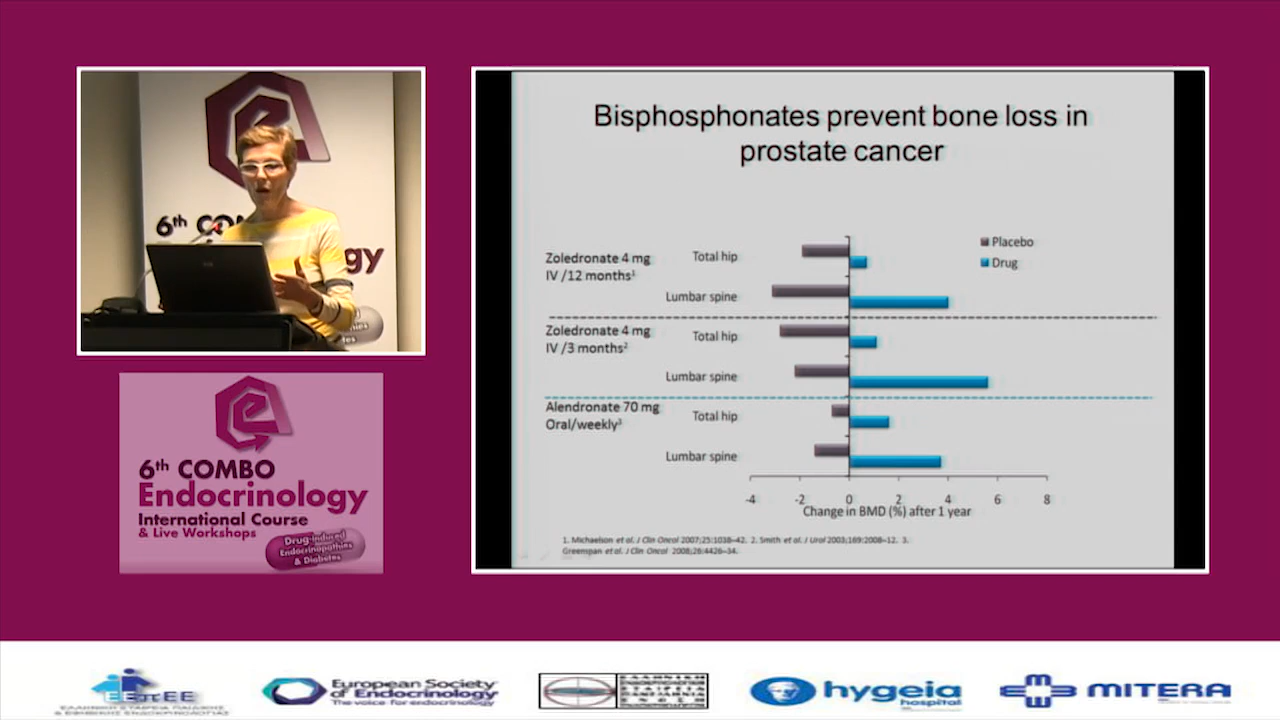 6th COM
gy
Bisphosphonates prevent bone loss in
prostate cancer
Placebo
Drug
Zoledronate 4 mg
IV /12 months1
Total hip
Lumbar spine
Zoledronate 4 mg
IV /3 months2
Total hip
Lumbar spine
Alendronate 70 mg
Oral/weekly3
Total hip
Lumbar spine
-4 -2 0 2 4 6 8
Change in BMD (%) after 1 year
1. Michaelson et al. J Clin Oncol 2007;25:1038–42. 2. Smith et al. J Urol 2003;169:2008–12. 3.
Greenspan et al. J Clin Oncol 2008;26:4426–34.
6th COMBO
Endocrinology
International Course
& Live Workshops
Drug-induced
Endocrinopathies
& Diabetes
European Society
of Endocrinology
The voice for endocrinology
hygeia
hospital
MITERA